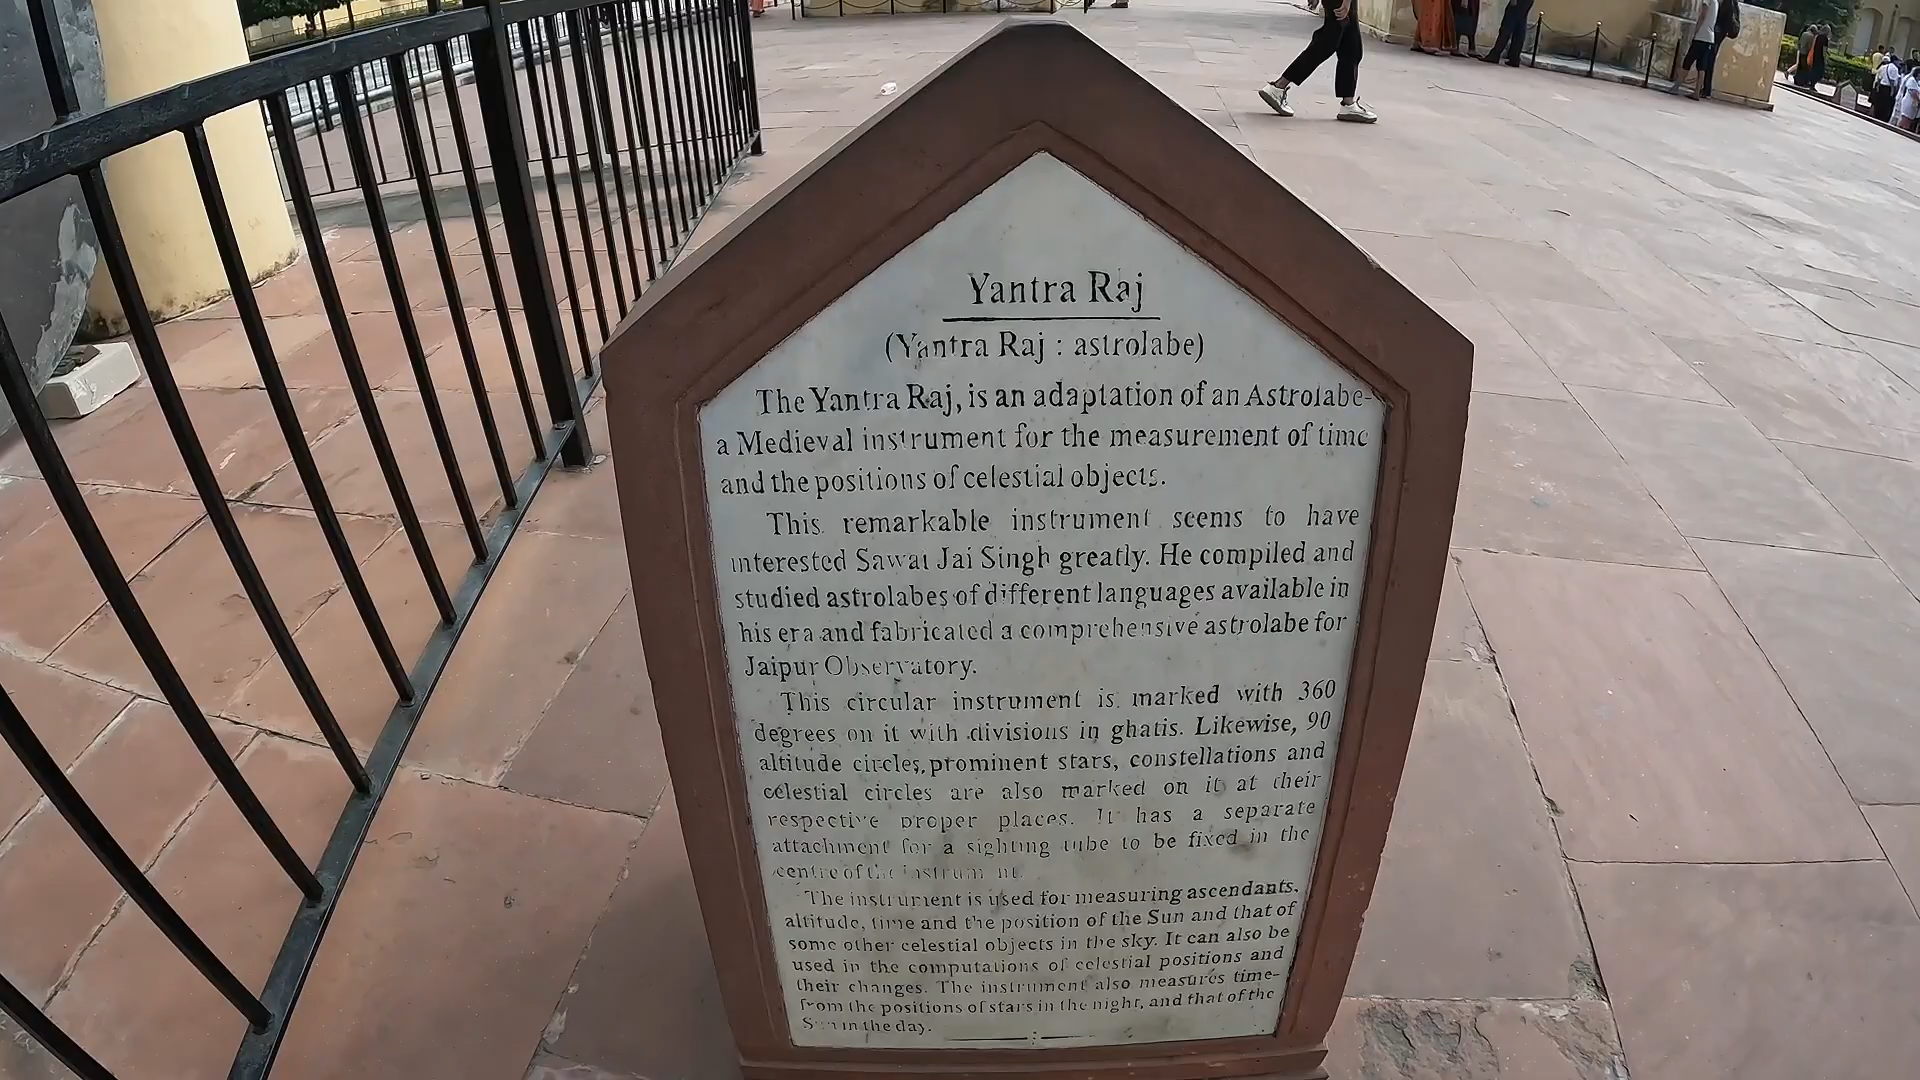 Yantra Raj
(Yantra Raj : astrolabe)
The Yantra Raj, is an adaptation of an Astrolabe-
a Medieval instrument for the measurement of time
and the positions of celestial objects.
This remarkable instrument seems to have
interested Sawai Jai Singh greatly. He compiled and
studied astrolabes of different languages available in
his era and fabricated a comprehensive astrolabe for
Jaipur Observatory.
This circular instrument is marked with 360
degrees on it with divisions in ghatis. Likewise, 90
altitude circles, prominent stars, constellations and
celestial circles are also marked on it at their
respective proper places. It has a separate
attachment for a sighting tube to be fixed in the
centre of the instrument.
The instrument is used for measuring ascendants,
altitude, time and the position of the Sun and that of
some other celestial objects in the sky. It can also be
used in the computations of celestial positions and
their changes. The instrument also measures time-
from the positions of stars in the night, and that of the
Sun in the day.